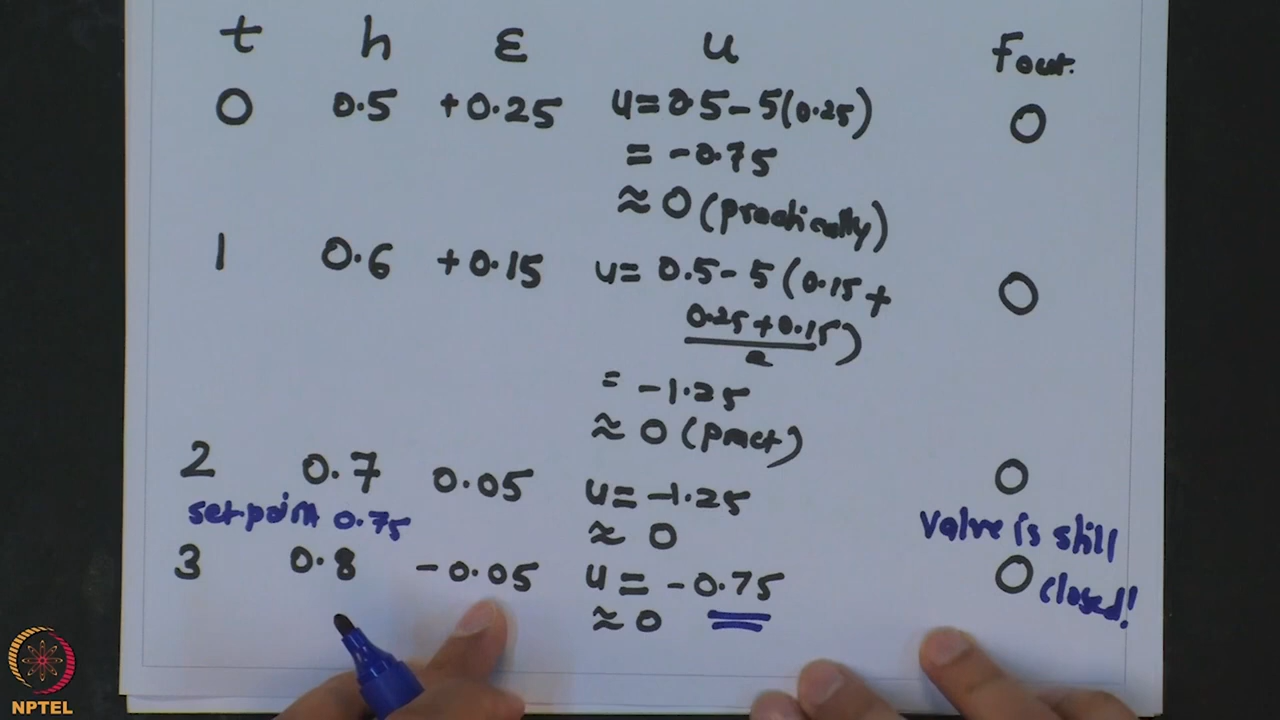 t h ε u Fout.
0 0.5 +0.25 u=0.5-5(0.25) 0
= -0.75
≈ 0 (practically)
1 0.6 +0.15 u= 0.5-5(0.15+ 0
0.25+0.15)
2
= -1.25
≈ 0 (pract)
2 0.7 0.05 u= -1.25 0
setpoint 0.75 ≈ 0 valve is still
3 0.8 -0.05 u = -0.75 0 closed!
≈ 0
NPTEL